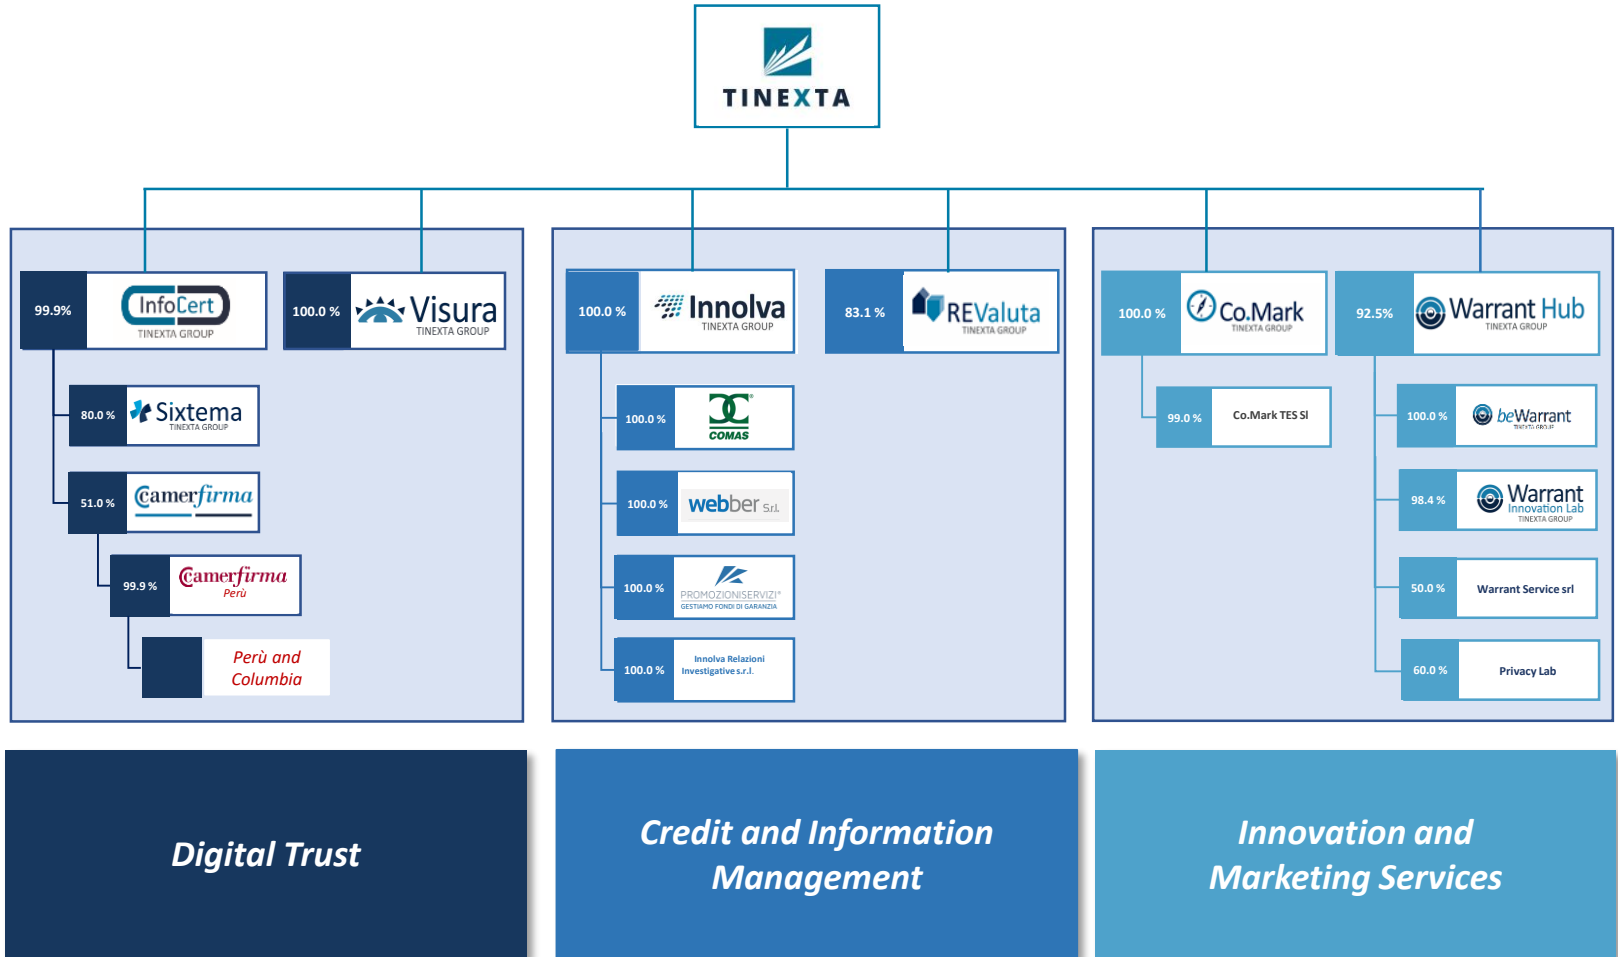 TINEXTA
99.9%
InfoCert
TINEXTA GROUP
100.0 %
Visura
TINEXTA GROUP
80.0 %
Sixtema
TINEXTA GROUP
51.0 %
Camerfirma
99.9 %
Camerfirma
Perù
Perù and
Columbia
100.0 %
Innolva
TINEXTA GROUP
83.1 %
REValuta
TINEXTA GROUP
100.0 %
COMAS
100.0 %
webber S.r.l.
100.0 %
PROMOZIONISERVIZI®
GESTIAMO FONDI DI GARANZIA
100.0 %
Innolva Relazioni
Investigative s.r.l.
100.0 %
Co.Mark
TINEXTA GROUP
92.5%
Warrant Hub
TINEXTA GROUP
99.0 %
Co.Mark TES Sl
100.0 %
beWarrant
TINEXTA GROUP
98.4 %
Warrant
Innovation Lab
TINEXTA GROUP
50.0 %
Warrant Service srl
60.0 %
Privacy Lab
Digital Trust
Credit and Information
Management
Innovation and
Marketing Services